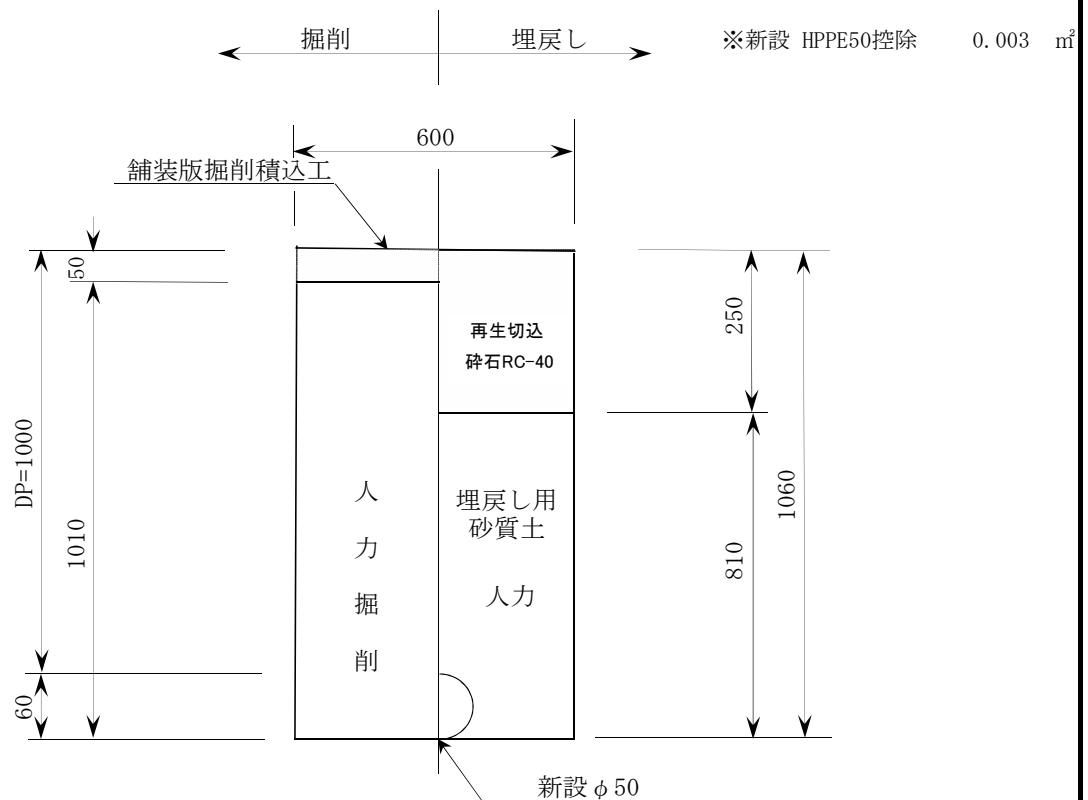 掘削 埋戻し ※新設 HPPE50控除 0.003 ㎡
600
舗装版掘削積込工
50
250
再生切込
砕石RC-40
DP=1000
1010
1060
810
60
人
力
掘
削
埋戻し用
砂質土
人力
新設φ50